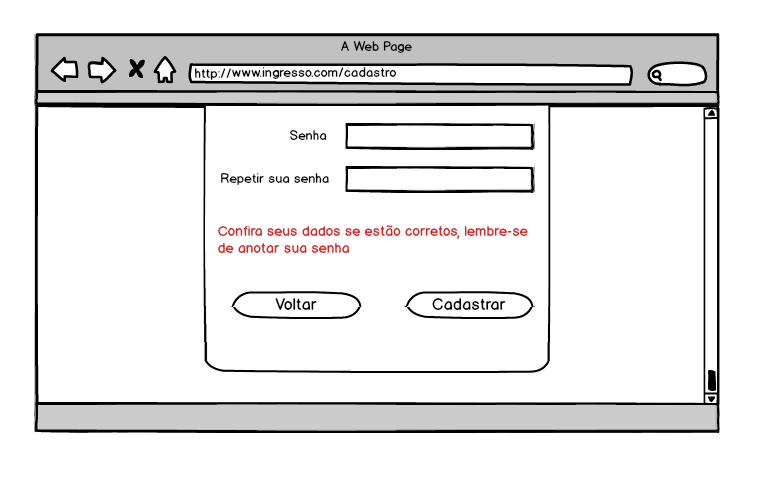 A Web Page
http://www.ingresso.com/cadastro
Senha
Repetir sua senha
Confira seus dados se estão corretos, lembre-se
de anotar sua senha
Voltar
Cadastrar